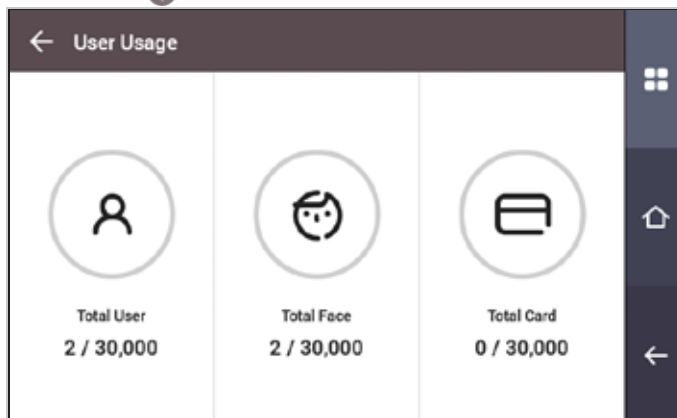 User Usage
Total User
2 / 30,000
Total Face
2 / 30,000
Total Card
0 / 30,000